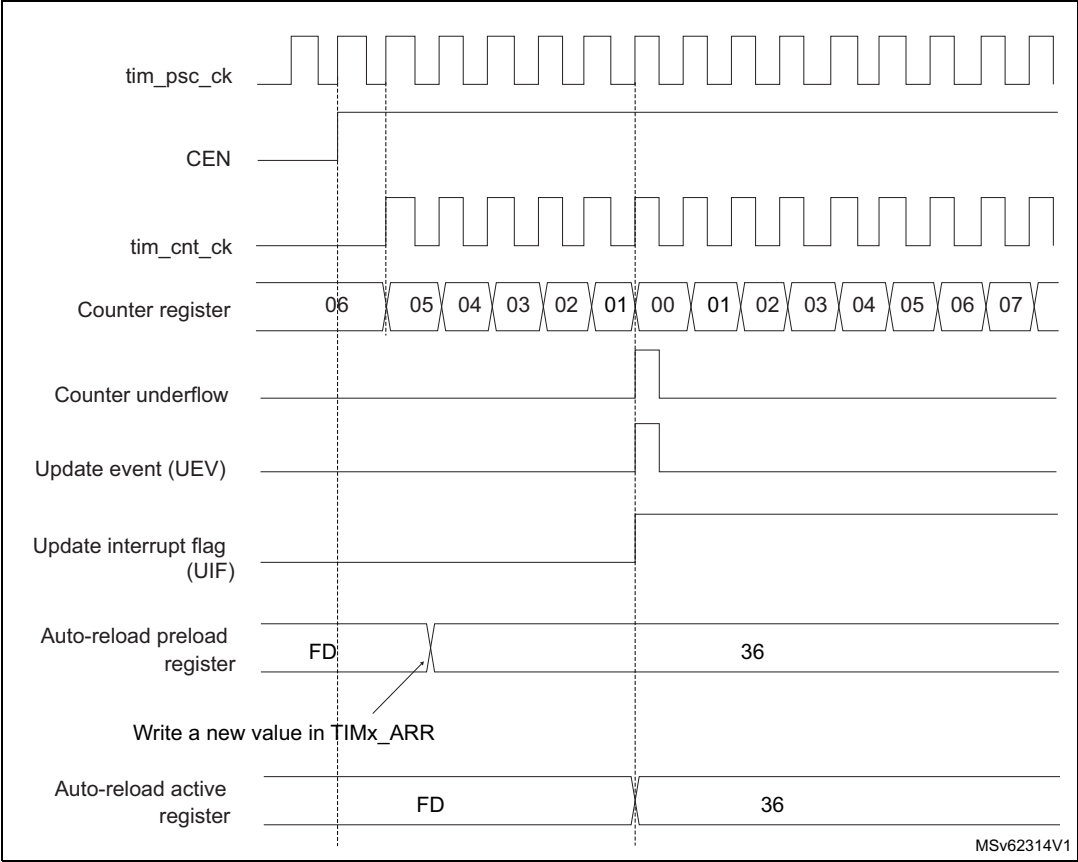 tim_psc_ck
CEN
tim_cnt_ck
Counter register 06 05 04 03 02 01 00 01 02 03 04 05 06 07
Counter underflow
Update event (UEV)
Update interrupt flag
(UIF)
Auto-reload preload
register
FD 36
Write a new value in TIMx_ARR
Auto-reload active
register
FD 36
MSv62314V1